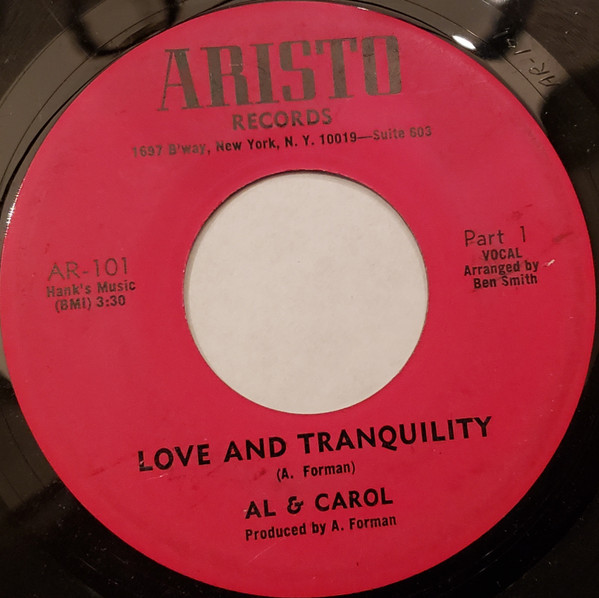 ARISTO
RECORDS
1697 B'way, New York, N. Y. 10019—Suite 603
AR-101
Hank's Music
(BMI) 3:30
Part 1
VOCAL
Arranged by
Ben Smith
LOVE AND TRANQUILITY
(A. Forman)
AL & CAROL
Produced by A. Forman